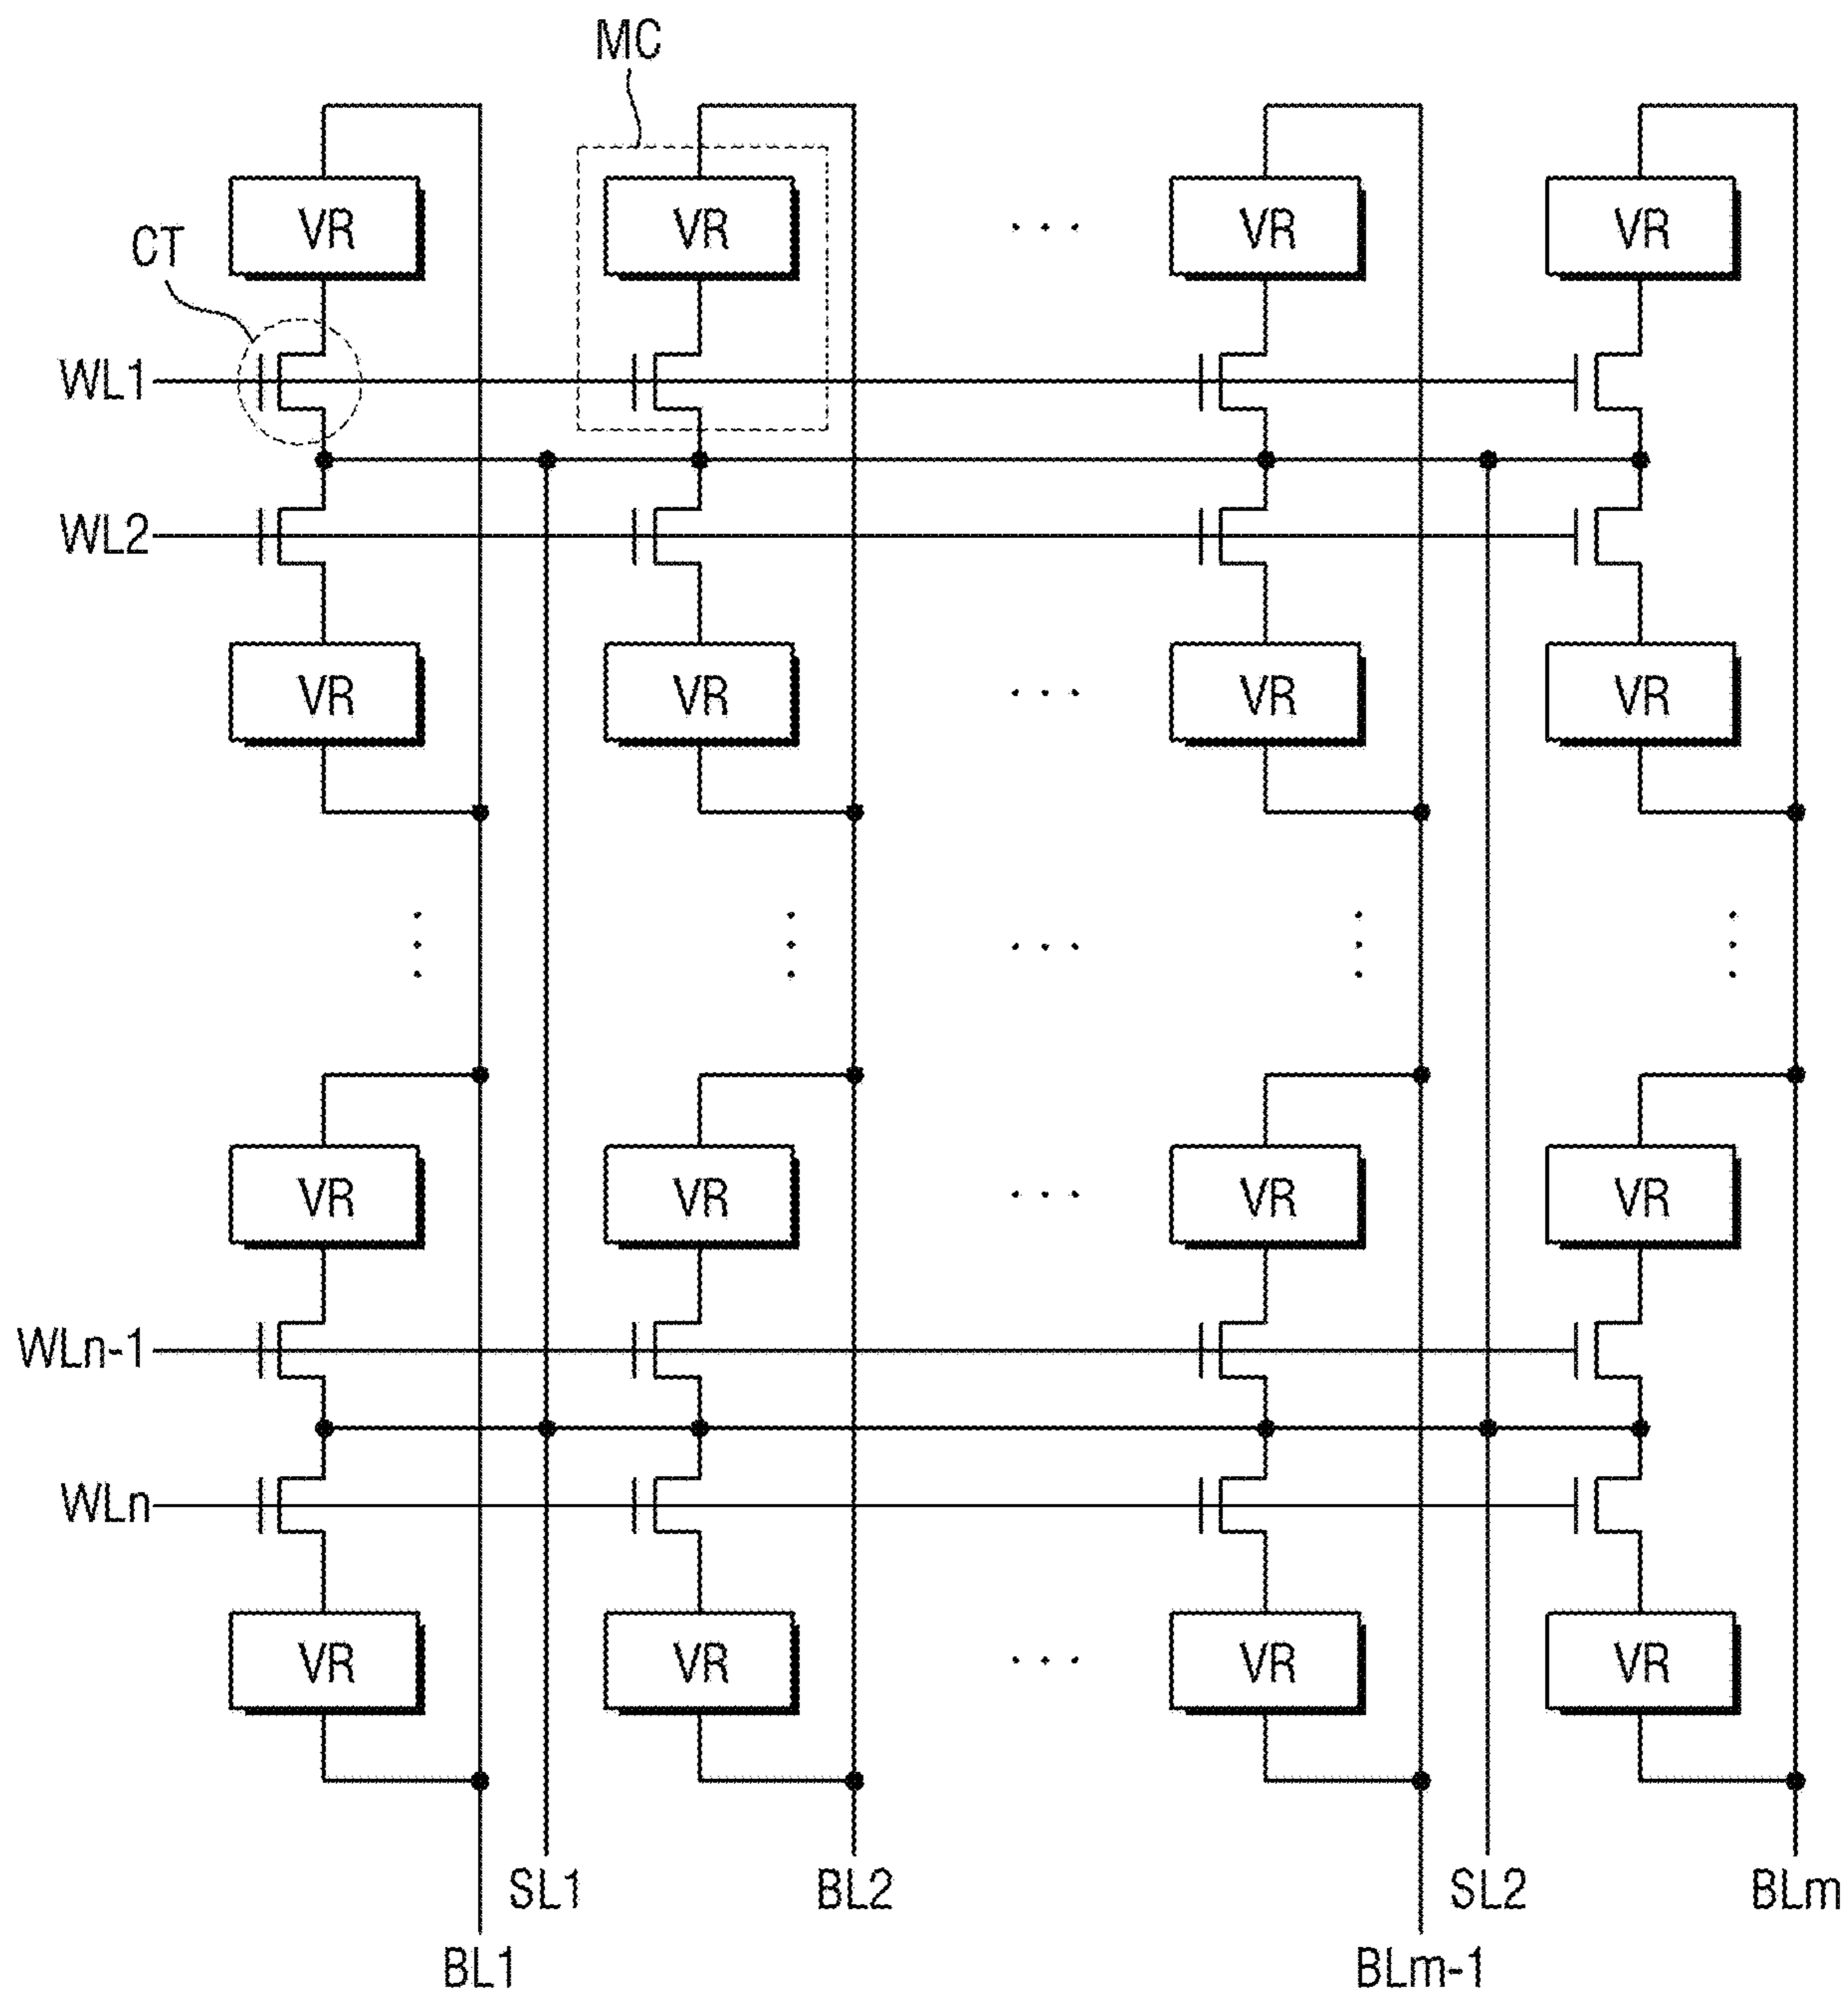 MC
VR VR ... VR VR
CT
WL1
WL2
VR VR ... VR VR
...
VR VR ... VR VR
WLn-1
WLn
VR VR ... VR VR
SL1 BL2 SL2 BLm
BL1 BLm-1